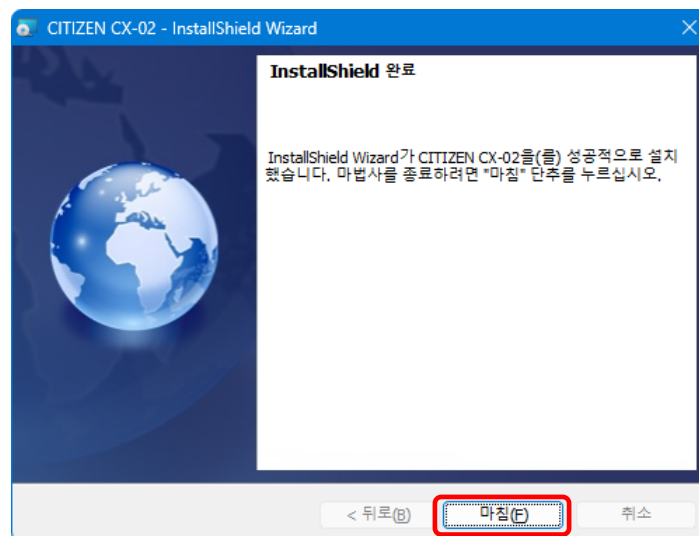 CITIZEN CX-02 - InstallShield Wizard
InstallShield 완료
InstallShield Wizard가 CITIZEN CX-02을(를) 성공적으로 설치
했습니다. 마법사를 종료하려면 "마침" 단추를 누르십시오.
< 뒤로(B) 마침(F) 취소